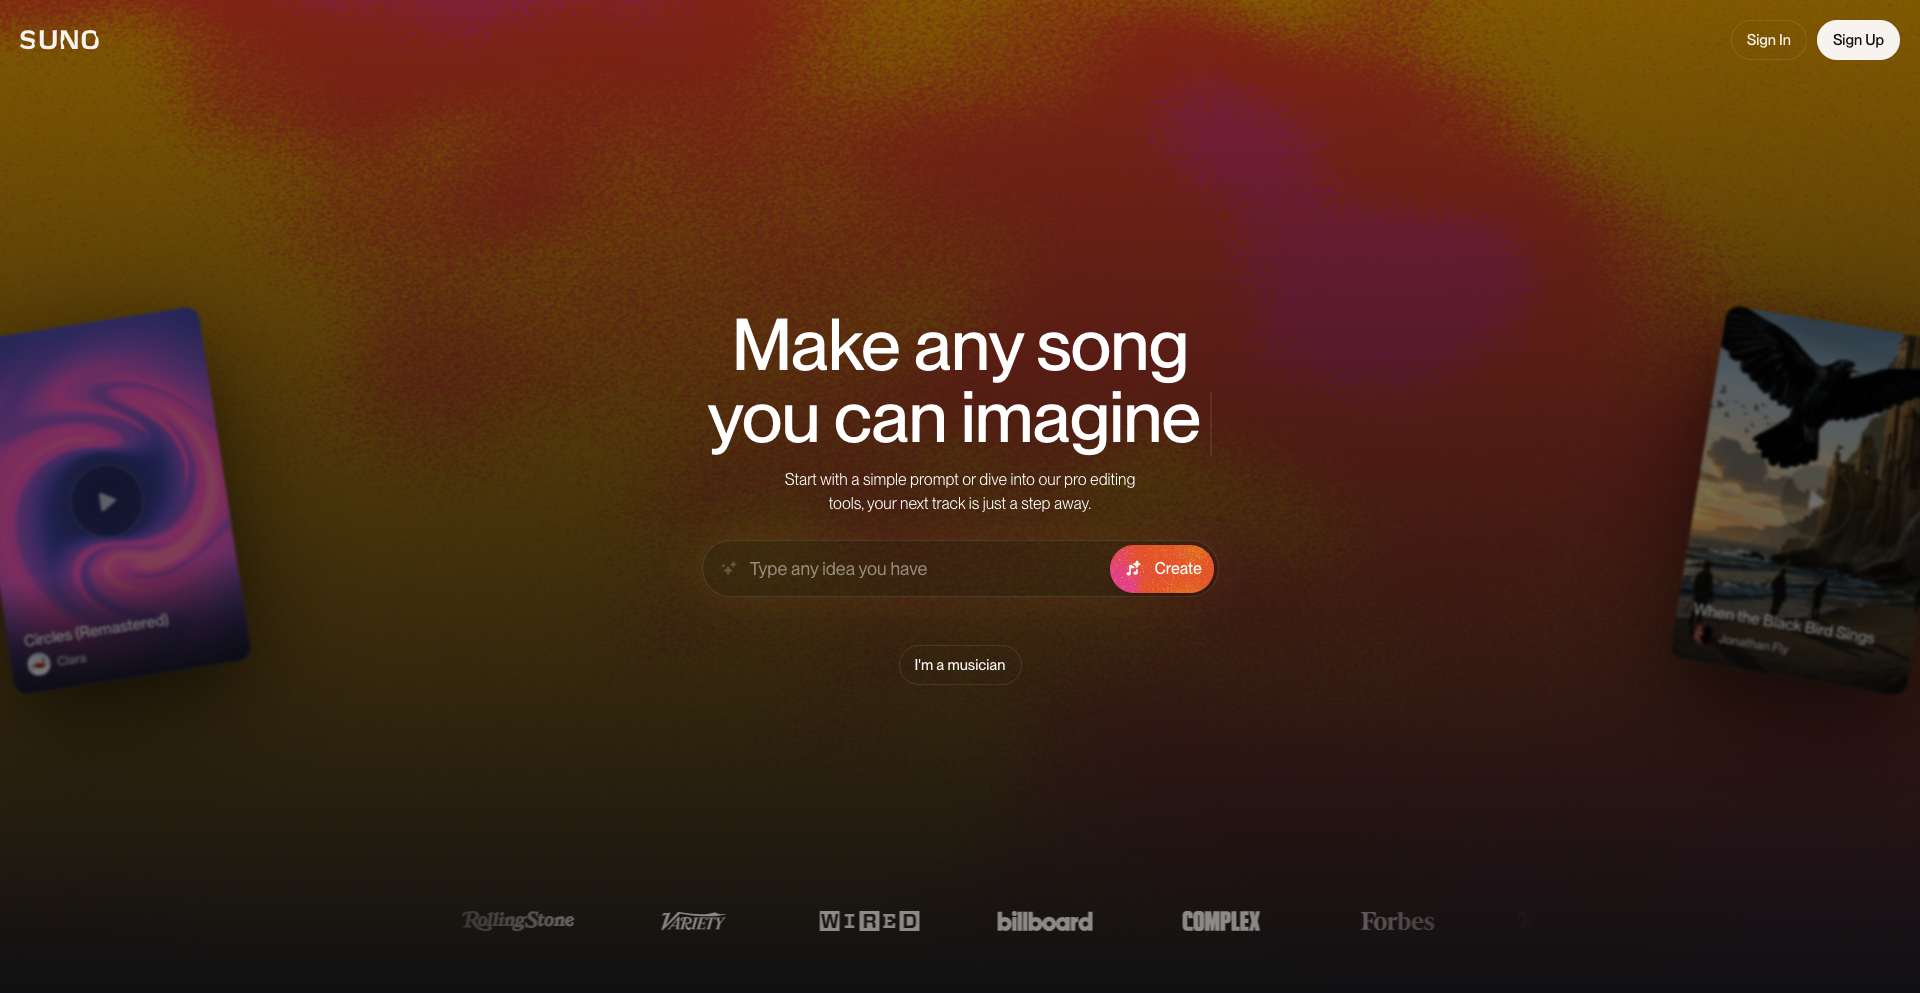 SUNO
Sign In
Sign Up
Make any song
you can imagine
Start with a simple prompt or dive into our pro editing
tools, your next track is just a step away.
Type any idea you have
Create
I'm a musician
Circles (Remastered)
Clara
When the Black Bird Sings
Jonathan Fly
RollingStone
VARIETY
WIRED
billboard
COMPLEX
Forbes